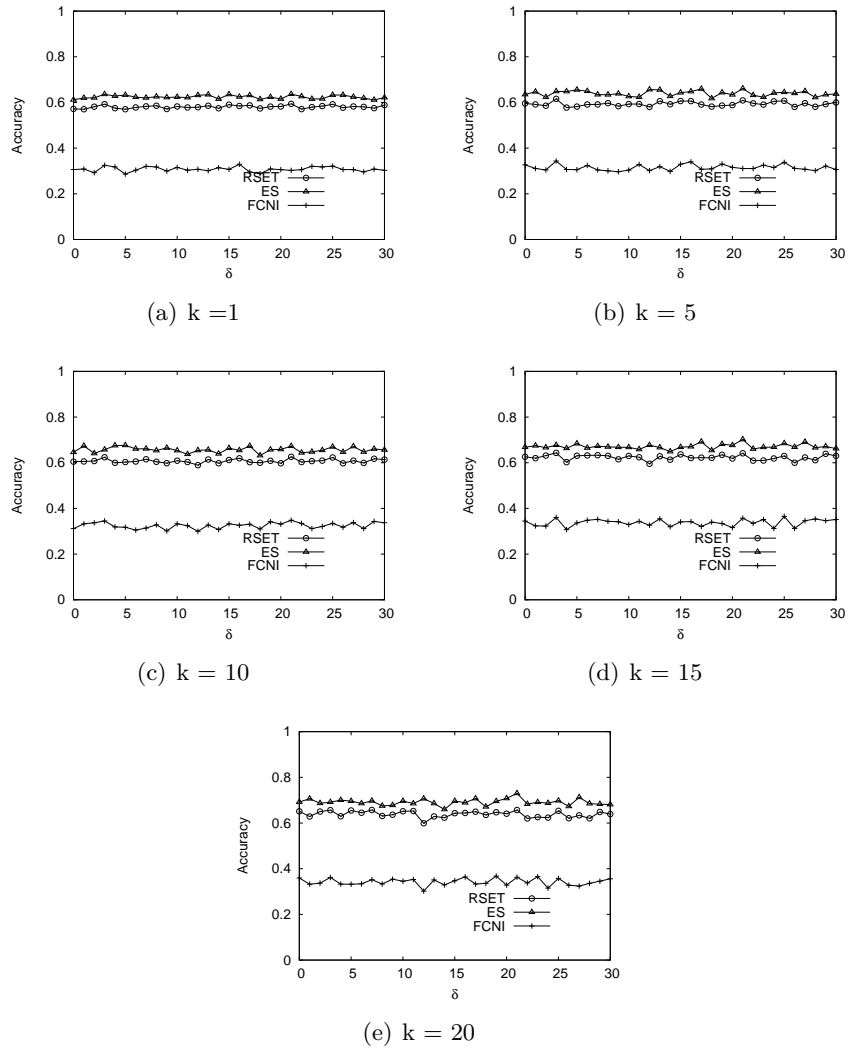 1
0.8
0.6
0.4
0.2
0
Accuracy
RSET
ES
FCNI
0 5 10 15 20 25 30
δ
(a) k =1
1
0.8
0.6
0.4
0.2
0
Accuracy
RSET
ES
FCNI
0 5 10 15 20 25 30
δ
(b) k = 5
1
0.8
0.6
0.4
0.2
0
Accuracy
RSET
ES
FCNI
0 5 10 15 20 25 30
δ
(c) k = 10
1
0.8
0.6
0.4
0.2
0
Accuracy
RSET
ES
FCNI
0 5 10 15 20 25 30
δ
(d) k = 15
1
0.8
0.6
0.4
0.2
0
Accuracy
RSET
ES
FCNI
0 5 10 15 20 25 30
δ
(e) k = 20